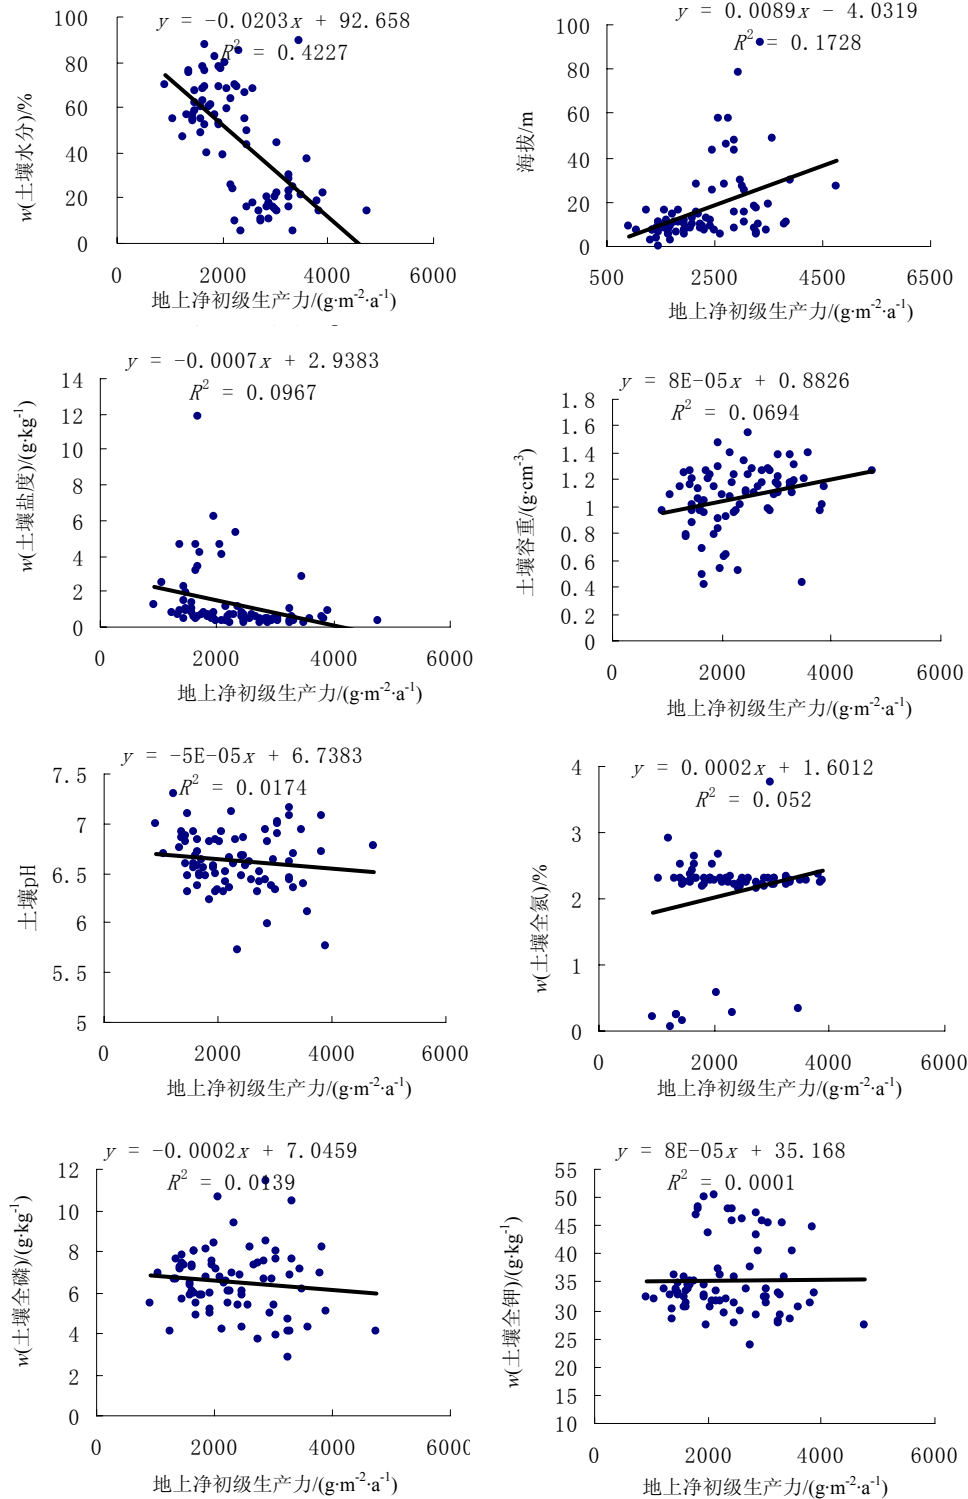 y = -0.0203x + 92.658
R² = 0.4227
100
80
60
40
20
0
w(土壤水分)/%
0 2000 4000 6000
地上净初级生产力/(g·m⁻²·a⁻¹)
y = 0.0089x - 4.0319
R² = 0.1728
100
80
60
40
20
0
海拔/m
500 2500 4500 6500
地上净初级生产力/(g·m⁻²·a⁻¹)
y = -0.0007x + 2.9383
R² = 0.0967
14
12
10
8
6
4
2
0
w(土壤盐度)/(g·kg⁻¹)
0 2000 4000 6000
地上净初级生产力/(g·m⁻²·a⁻¹)
y = 8E-05x + 0.8826
R² = 0.0694
1.8
1.6
1.4
1.2
1
0.8
0.6
0.4
0.2
0
土壤容重/(g·cm⁻³)
0 2000 4000 6000
地上净初级生产力/(g·m⁻²·a⁻¹)
y = -5E-05x + 6.7383
R² = 0.0174
7.5
7
6.5
6
5.5
5
土壤pH
0 2000 4000 6000
地上净初级生产力/(g·m⁻²·a⁻¹)
y = 0.0002x + 1.6012
R² = 0.052
4
3
2
1
0
w(土壤全氮)/%
0 2000 4000 6000
地上净初级生产力/(g·m⁻²·a⁻¹)
y = -0.0002x + 7.0459
R² = 0.0139
12
10
8
6
4
2
0
w(土壤全磷)/(g·kg⁻¹)
0 2000 4000 6000
地上净初级生产力/(g·m⁻²·a⁻¹)
y = 8E-05x + 35.168
R² = 0.0001
55
50
45
40
35
30
25
20
15
10
w(土壤全钾)/(g·kg⁻¹)
0 2000 4000 6000
地上净初级生产力/(g·m⁻²·a⁻¹)